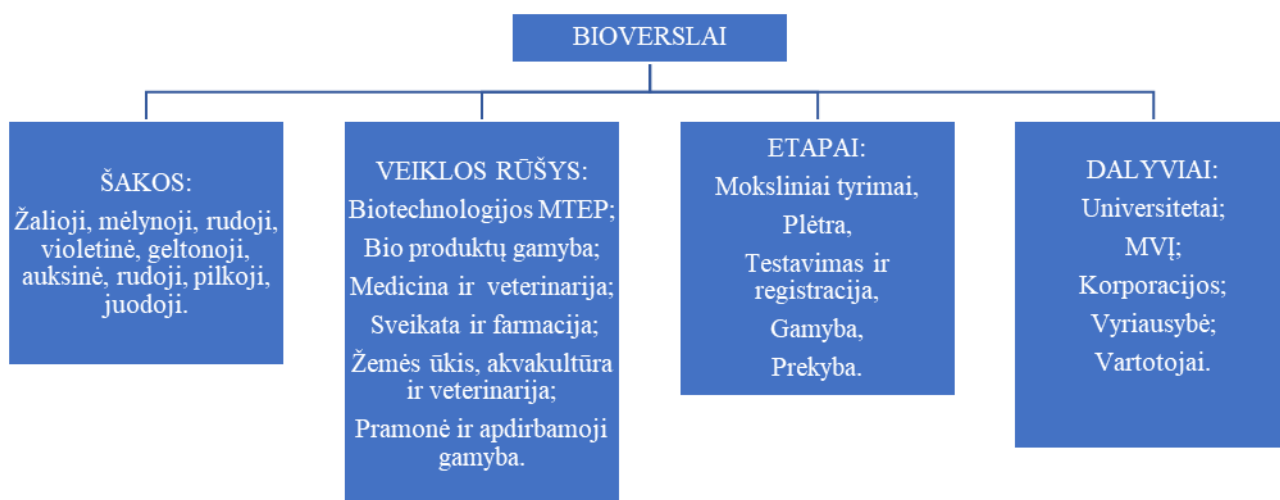 BIOVERSLAI
ŠAKOS:
Žalioji, mėlynoji, rudoji,
violetinė, geltonoji,
auksinė, rudoji, pilkoji,
juodoji.
VEIKLOS RŪŠYS:
Biotechnologijos MTEP;
Bio produktų gamyba;
Medicina ir veterinarija;
Sveikata ir farmacija;
Žemės ūkis, akvakultūra
ir veterinarija;
Pramonė ir apdirbamoji
gamyba.
ETAPAI:
Moksliniai tyrimai,
Plėtra,
Testavimas ir
registracija,
Gamyba,
Prekyba.
DALYVIAI:
Universitetai;
MVĮ;
Korporacijos;
Vyriausybė;
Vartotojai.